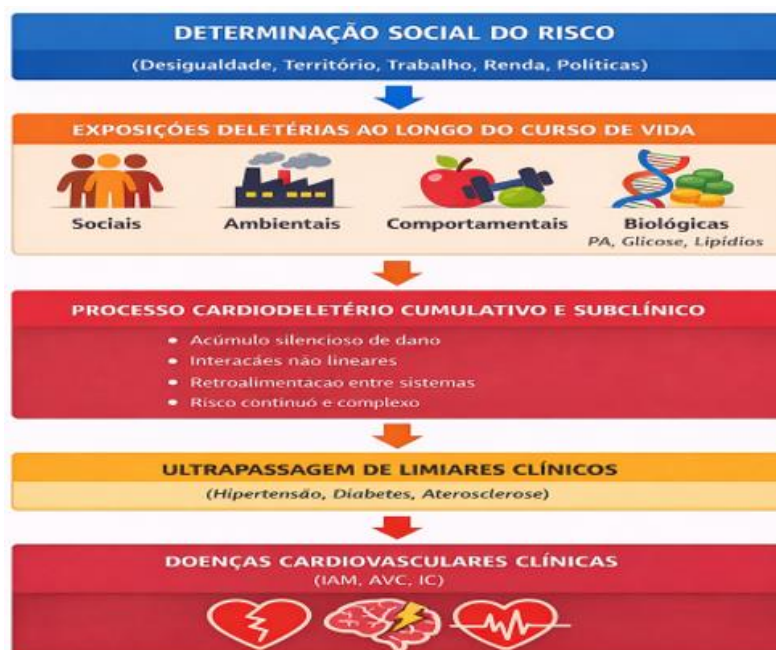 DETERMINAÇÃO SOCIAL DO RISCO
(Desigualdade, Território, Trabalho, Renda, Políticas)
EXPOSIÇÓES DELETÉRIAS AO LONGO DO CURSO DE VIDA
Sociais
Ambientais
Comportamentais
Biológicas
PA, Glicose, Lipídios
PROCESSO CARDIODELETÉRIO CUMULATIVO E SUBCLÍNICO
• Acúmulo silencioso de dano
• Interacáes não lineares
• Retroalimentacao entre sistemas
• Risco continuó e complexo
ULTRAPASSAGEM DE LIMIARES CLÍNICOS
(Hipertensão, Diabetes, Aterosclerose)
DOENÇAS CARDIOVASCULARES CLÍNICAS
(IAM, AVC, IC)